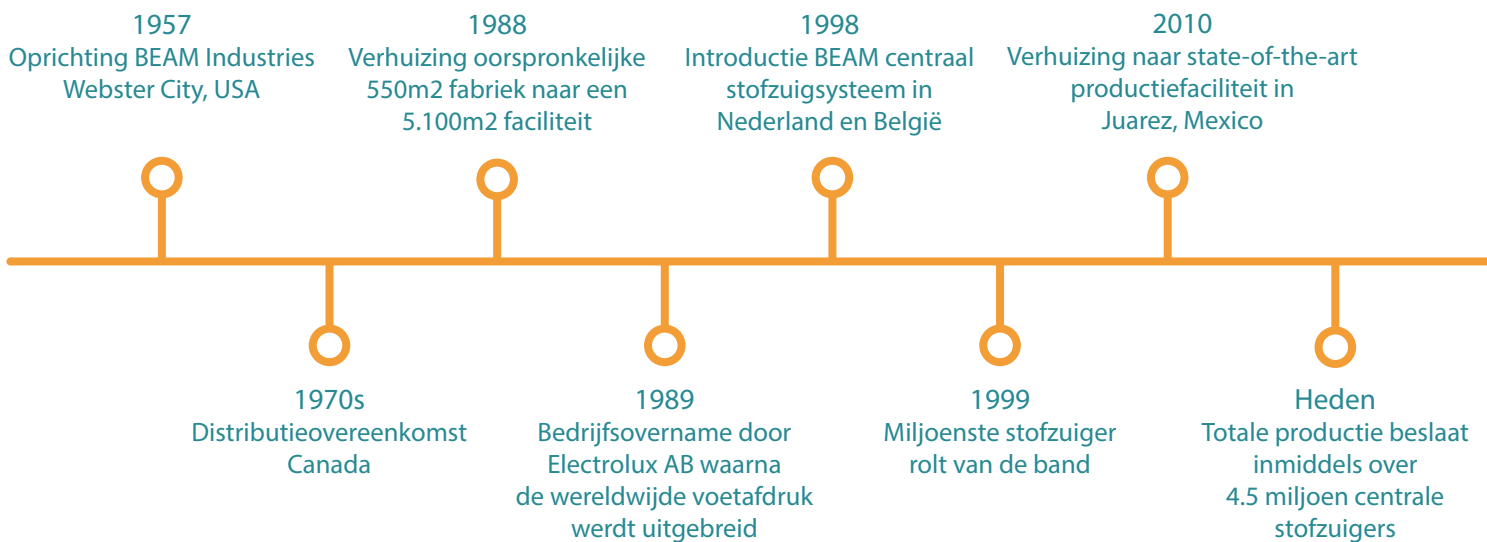 1957
Oprichting BEAM Industries
Webster City, USA
1988
Verhuizing oorspronkelijke
550m2 fabriek naar een
5.100m2 faciliteit
1998
Introductie BEAM centraal
stofzuigsysteem in
Nederland en België
2010
Verhuizing naar state-of-the-art
productiefaciliteit in
Juarez, Mexico
1970s
Distributieovereenkomst
Canada
1989
Bedrijfsovername door
Electrolux AB waarna
de wereldwijde voetafdruk
werdt uitgebreid
1999
Miljoenste stofzuiger
rolt van de band
Heden
Totale productie beslaat
inmiddels over
4.5 miljoen centrale
stofzuigers